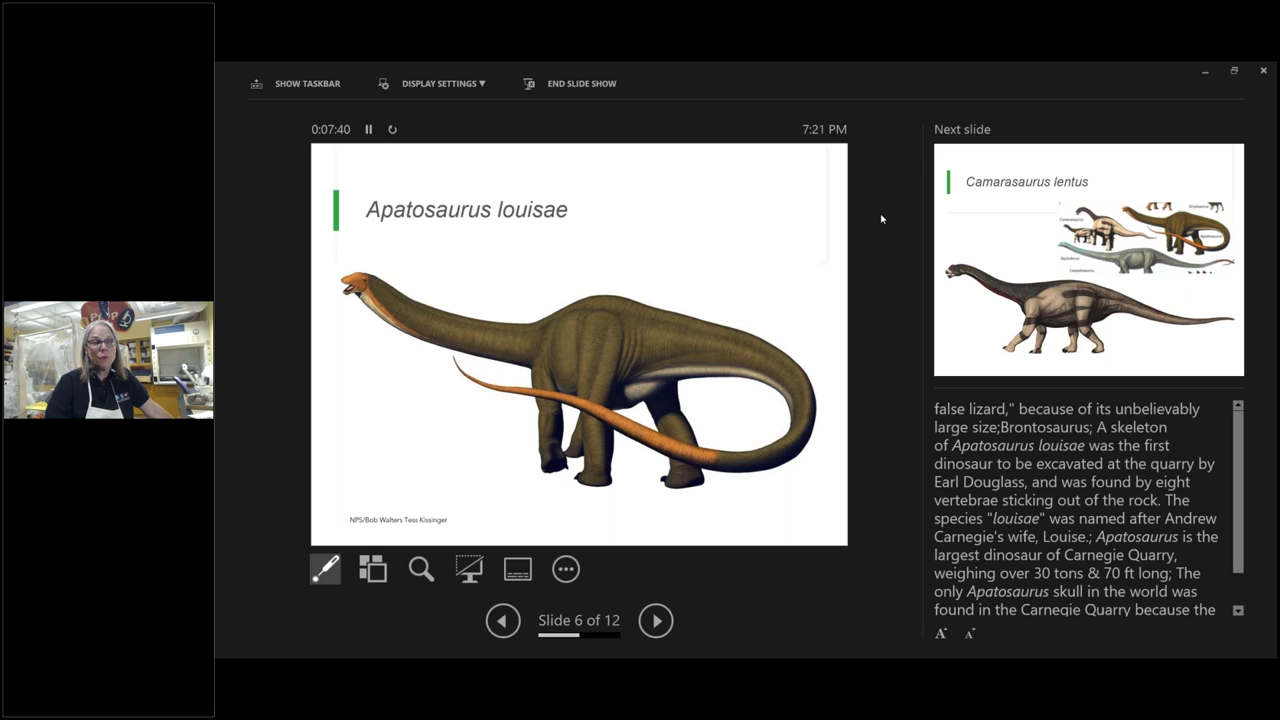 SHOW TASKBAR
DISPLAY SETTINGS ▼
END SLIDE SHOW
0:07:40
7:21 PM
Next slide
Apatosaurus louisae
NPS/Bob Walters Tess Kissinger
Camarasaurus lentus
false lizard," because of its unbelievably
large size;Brontosaurus; A skeleton
of Apatosaurus louisae was the first
dinosaur to be excavated at the quarry by
Earl Douglass, and was found by eight
vertebrae sticking out of the rock. The
species "louisae" was named after Andrew
Carnegie's wife, Louise.; Apatosaurus is the
largest dinosaur of Carnegie Quarry,
weighing over 30 tons & 70 ft long; The
only Apatosaurus skull in the world was
found in the Carnegie Quarry because the
Slide 6 of 12